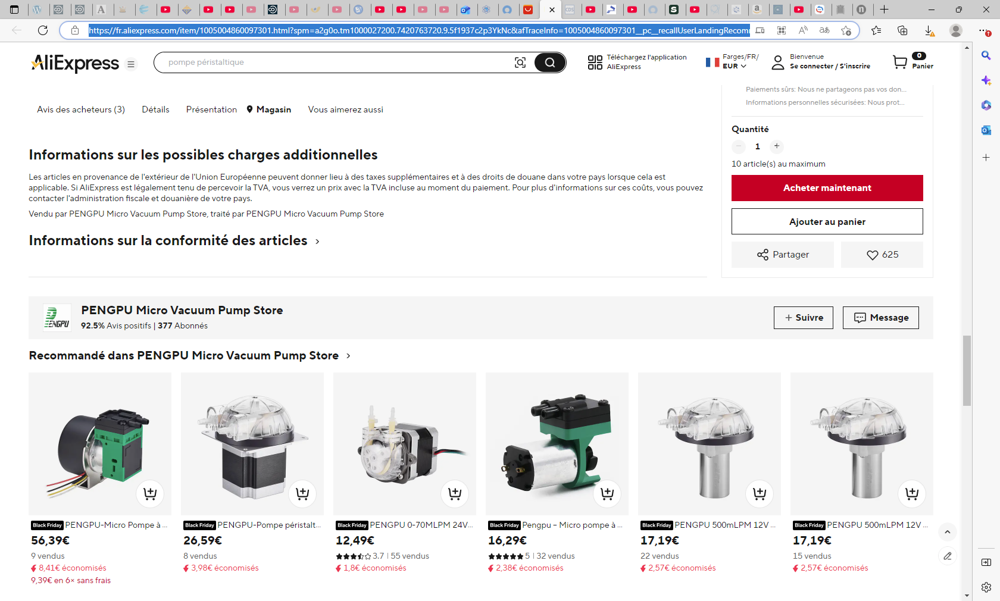 https://fr.aliexpress.com/item/1005004860097301.html?spm=a2g0o.tm1000027200.7420763720.9.5f1937c2p3YkNc&afTraceInfo=1005004860097301__pc__recallUserLandingRecom
AliExpress
pompe péristaltique
Téléchargez l'application
AliExpress
Farges/FR/
EUR
Bienvenue
Se connecter / S'inscrire
0
Panier
Paiements sûrs: Nous ne partageons pas vos don...
Informations personnelles sécurisées: Nous prot...
Avis des acheteurs (3) Détails Présentation Magasin Vous aimerez aussi
Quantité
− 1 +
10 article(s) au maximum
Acheter maintenant
Ajouter au panier
Partager 625
Informations sur les possibles charges additionnelles
Les articles en provenance de l'extérieur de l'Union Européenne peuvent donner lieu à des taxes supplémentaires et à des droits de douane dans votre pays lorsque cela est
applicable. Si AliExpress est légalement tenu de percevoir la TVA, vous verrez un prix avec la TVA incluse au moment du paiement. Pour plus d'informations sur ces coûts, vous pouvez
contacter l'administration fiscale et douanière de votre pays.
Vendu par PENGPU Micro Vacuum Pump Store, traité par PENGPU Micro Vacuum Pump Store
Informations sur la conformité des articles >
PENGPU
PENGPU Micro Vacuum Pump Store
92.5% Avis positifs | 377 Abonnés
+ Suivre
Message
Recommandé dans PENGPU Micro Vacuum Pump Store >
Black Friday PENGPU-Micro Pompe à ...
56,39€
9 vendus
8,41€ économisés
9,39€ en 6× sans frais
Black Friday PENGPU-Pompe péristalt...
26,59€
8 vendus
3,98€ économisés
Black Friday PENGPU 0-70MLPM 24V...
12,49€
3.7 | 55 vendus
1,8€ économisés
Black Friday Pengpu – Micro pompe à ...
16,29€
5 | 32 vendus
2,38€ économisés
Black Friday PENGPU 500mLPM 12V ...
17,19€
22 vendus
2,57€ économisés
Black Friday PENGPU 500mLPM 12V ...
17,19€
15 vendus
2,57€ économisés